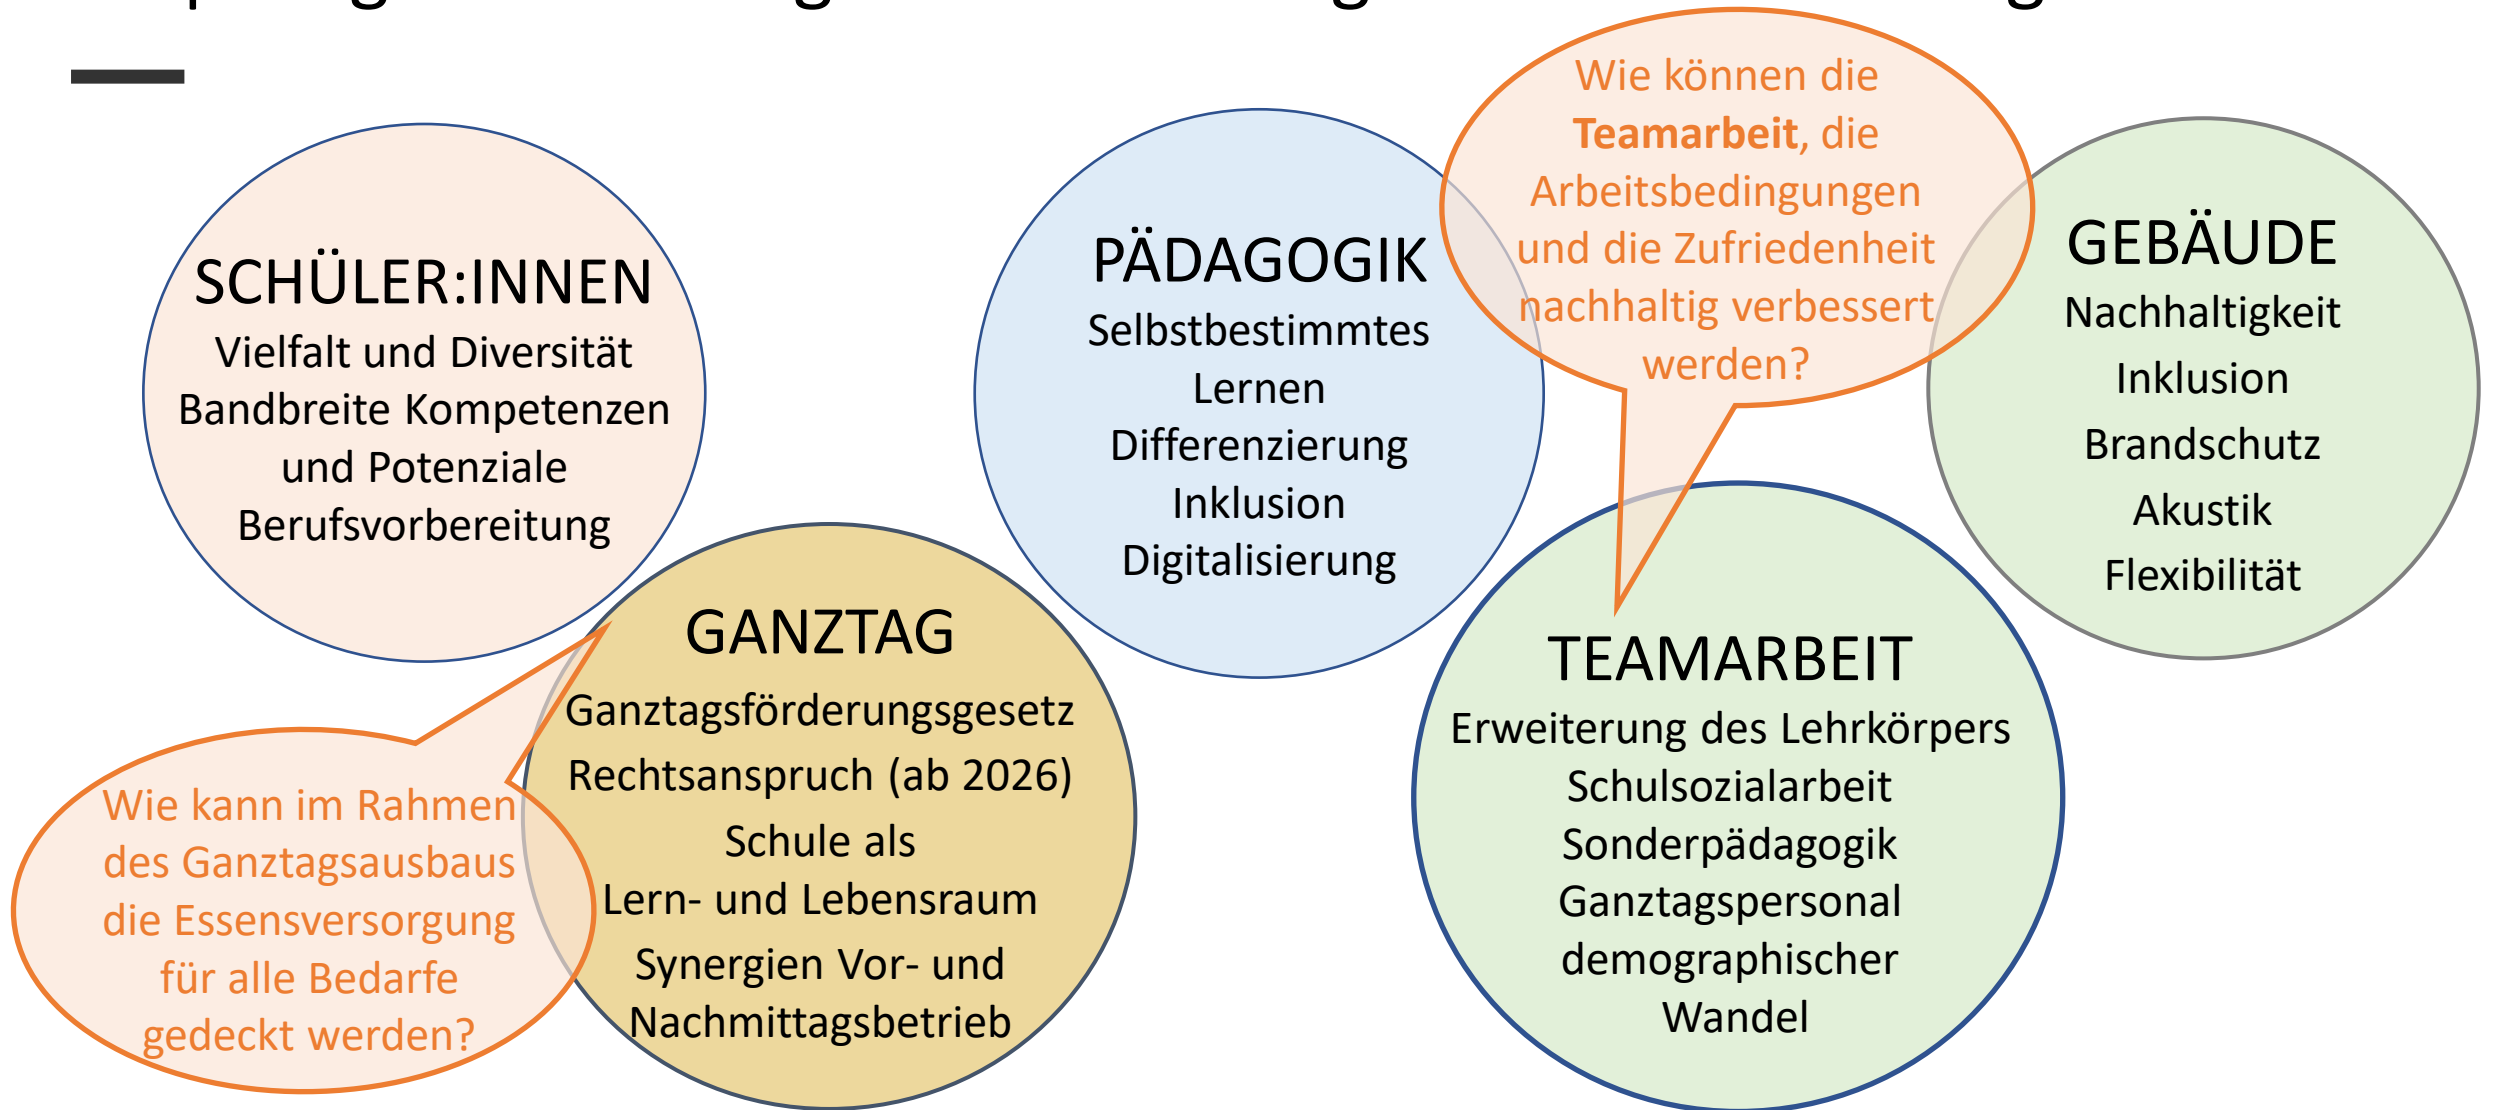 SCHÜLER:INNEN
Vielfalt und Diversität
Bandbreite Kompetenzen
und Potenziale
Berufsvorbereitung
GANZTAG
Ganztagsförderungsgesetz
Rechtsanspruch (ab 2026)
Schule als
Lern- und Lebensraum
Synergien Vor- und
Nachmittagsbetrieb
Wie kann im Rahmen
des Ganztagsausbaus
die Essensversorgung
für alle Bedarfe
gedeckt werden?
PÄDAGOGIK
Selbstbestimmtes
Lernen
Differenzierung
Inklusion
Digitalisierung
Wie können die
Teamarbeit, die
Arbeitsbedingungen
und die Zufriedenheit
nachhaltig verbessert
werden?
TEAMARBEIT
Erweiterung des Lehrkörpers
Schulsozialarbeit
Sonderpädagogik
Ganztagspersonal
demographischer
Wandel
GEBÄUDE
Nachhaltigkeit
Inklusion
Brandschutz
Akustik
Flexibilität